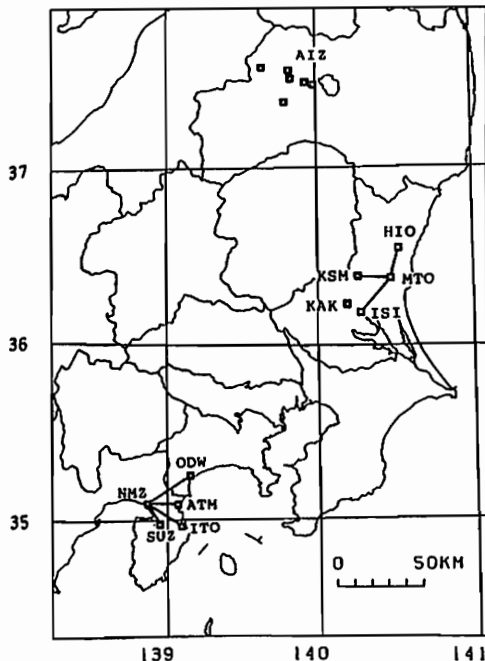 AIZ
37
HIO
KSM
MTO
KAK
ISI
36
ODW
NMZ
ATM
35
SUZ
ITO
0 50KM
139 140 141